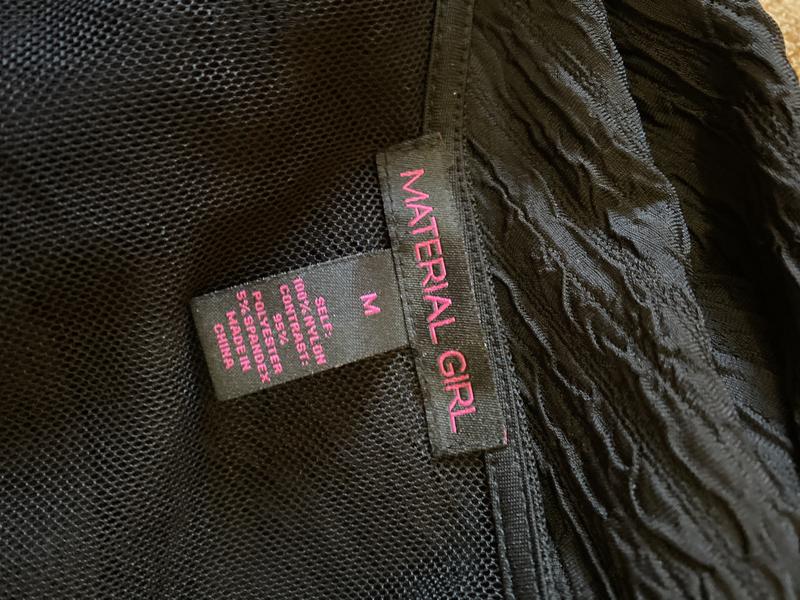 MATERIAL GIRL
M
SELF:
100% NYLON
CONTRAST:
95%
POLYESTER
5% SPANDEX
MADE IN
CHINA